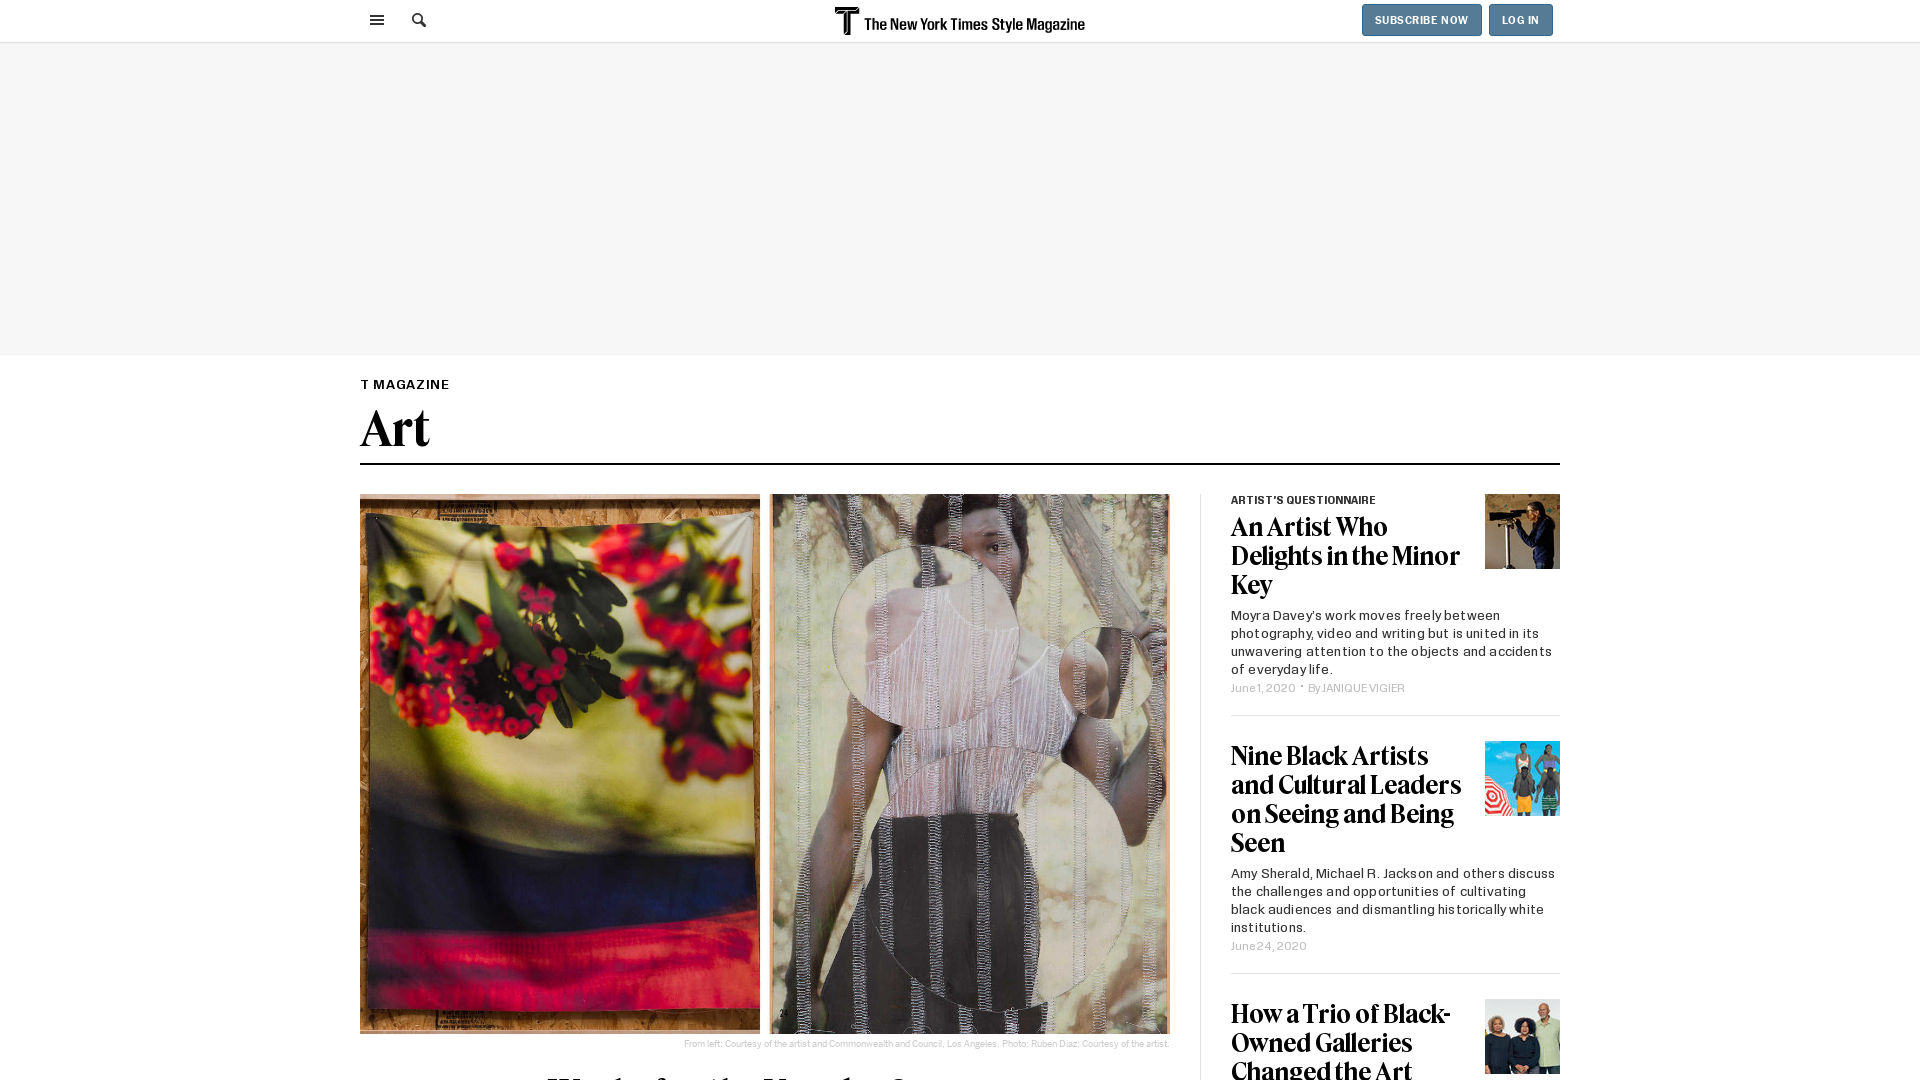 The New York Times Style Magazine
SUBSCRIBE NOW
LOG IN
T MAGAZINE
Art
From left: Courtesy of the artist and Commonwealth and Council, Los Angeles. Photo: Ruben Diaz; Courtesy of the artist.
ARTIST'S QUESTIONNAIRE
An Artist Who
Delights in the Minor
Key
Moyra Davey's work moves freely between
photography, video and writing but is united in its
unwavering attention to the objects and accidents
of everyday life.
June 1, 2020 · By JANIQUE VIGIER
Nine Black Artists
and Cultural Leaders
on Seeing and Being
Seen
Amy Sherald, Michael R. Jackson and others discuss
the challenges and opportunities of cultivating
black audiences and dismantling historically white
institutions.
June 24, 2020
How a Trio of Black-
Owned Galleries
Changed the Art